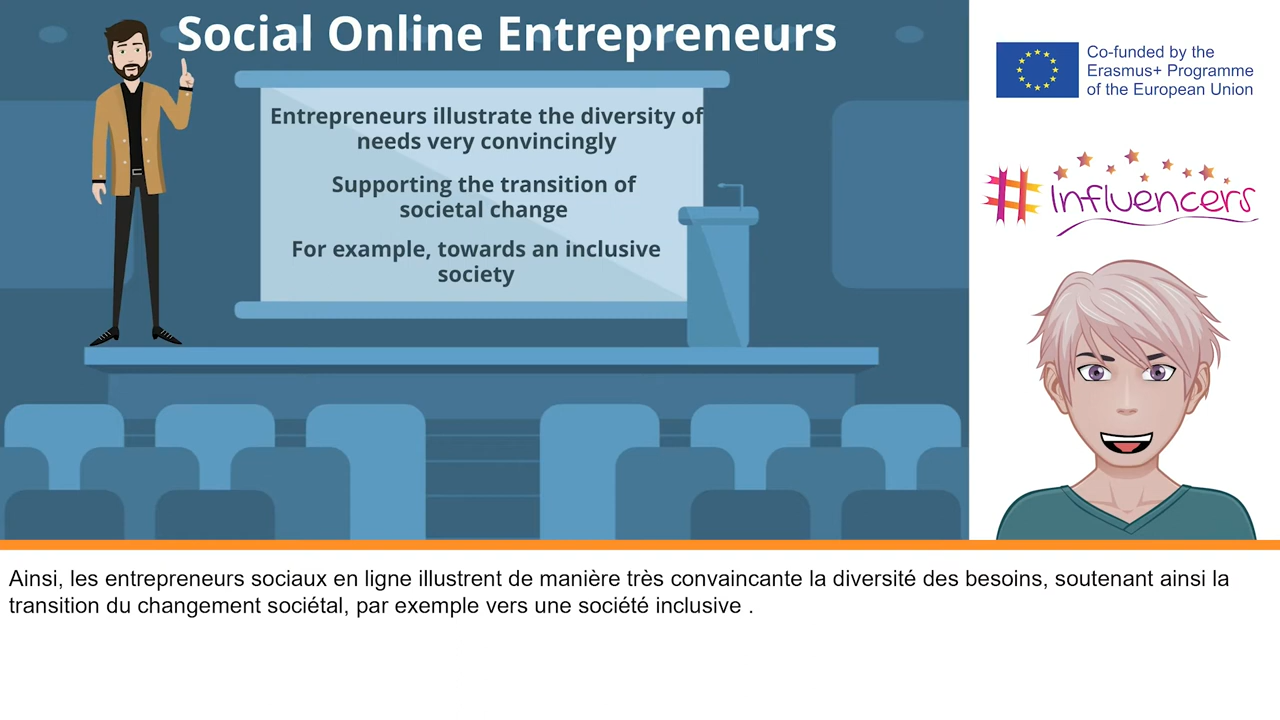 Social Online Entrepreneurs
Entrepreneurs illustrate the diversity of
needs very convincingly
Supporting the transition of
societal change
For example, towards an inclusive
society
Co-funded by the
Erasmus+ Programme
of the European Union
#Influencers
Ainsi, les entrepreneurs sociaux en ligne illustrent de manière très convaincante la diversité des besoins, soutenant ainsi la
transition du changement sociétal, par exemple vers une société inclusive .